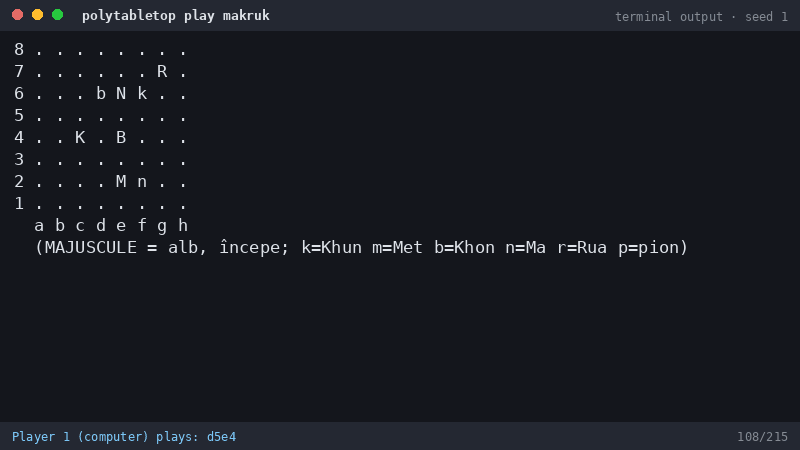 polytabletop play makruk
terminal output · seed 1
8 . . . . . . . .
7 . . . . . . R .
6 . . . b N k . .
5 . . . . . . . .
4 . . K . B . . .
3 . . . . . . . .
2 . . . . M n . .
1 . . . . . . . .
a b c d e f g h
(MAJUSCULE = alb, începe; k=Khun m=Met b=Khon n=Ma r=Rua p=pion)
Player 1 (computer) plays: d5e4
108/215